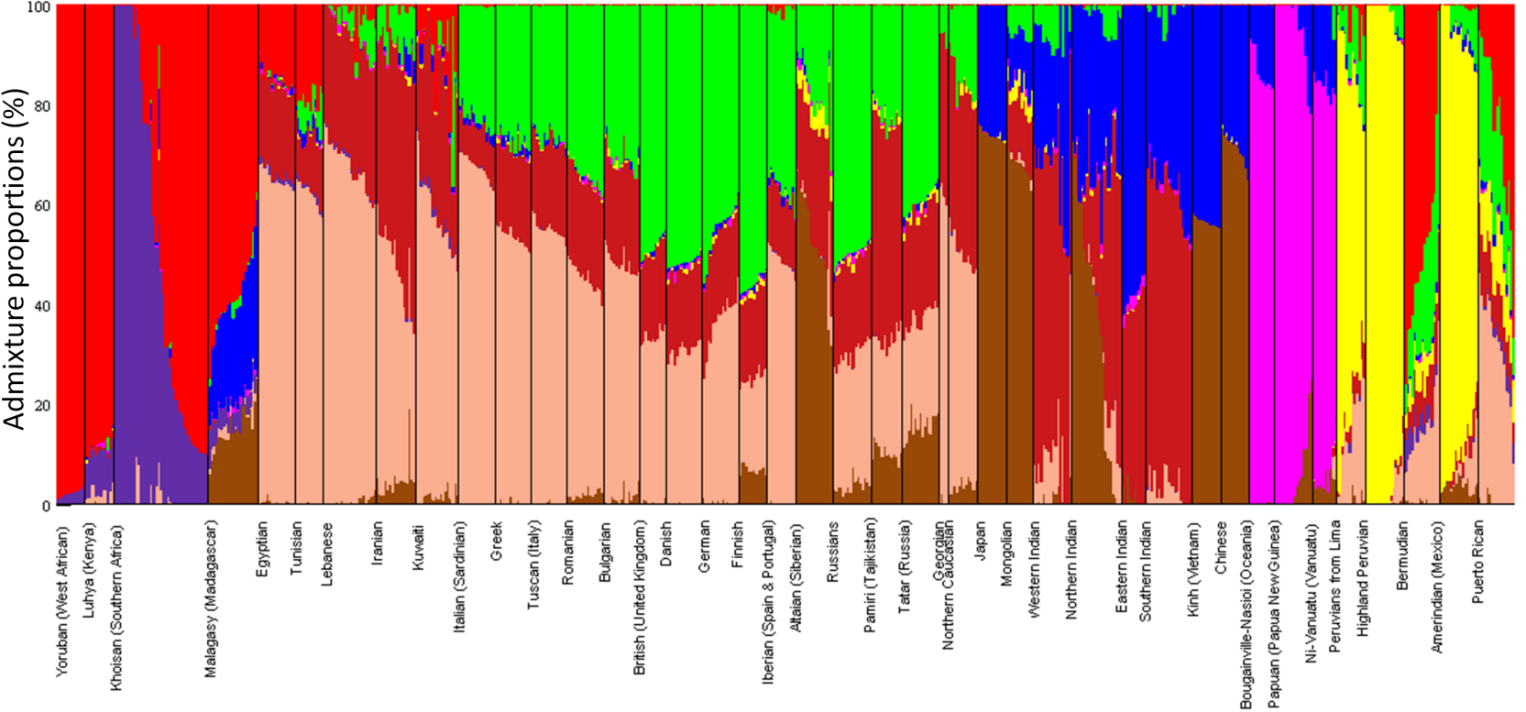 Admixture proportions (%)
100
80
60
40
20
0
Yoruban (West African)
Luhya (Kenya)
Khoisan (Southern Africa)
Malagasy (Madagascar)
Egyptian
Tunisian
Lebanese
Iranian
Kuwaiti
Italian (Sardinian)
Greek
Tuscan (Italy)
Romanian
Bulgarian
British (United Kingdom)
Danish
German
Finnish
Iberian (Spain & Portugal)
Altaian (Siberian)
Russians
Pamiri (Tajikistan)
Tatar (Russia)
Georgian
Northern Caucasian
Japan
Mongolian
Western Indian
Northern Indian
Eastern Indian
Southern Indian
Kinh (Vietnam)
Chinese
Bougainville-Nasioi (Oceania)
Papuan (Papua New Guinea)
Ni-Vanuatu (Vanuatu)
Peruvians from Lima
Highland Peruvian
Bermudian
Amerindian (Mexico)
Puerto Rican